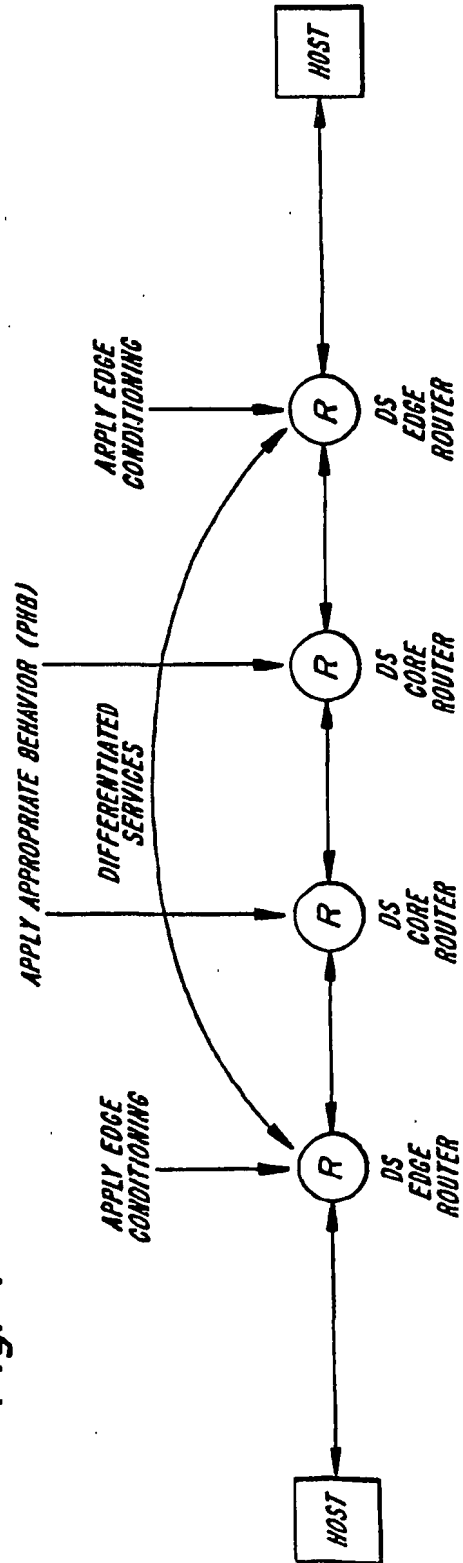 APPLY APPROPRIATE BEHAVIOR (PHB)
APPLY EDGE
CONDITIONING
DIFFERENTIATED
SERVICES
APPLY EDGE
CONDITIONING
HOST
R
R
R
R
HOST
DS
EDGE
ROUTER
DS
CORE
ROUTER
DS
CORE
ROUTER
DS
EDGE
ROUTER